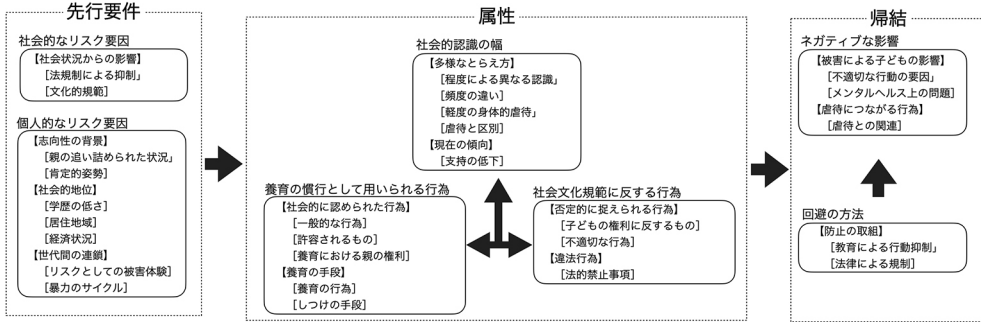 先行要件
社会的なリスク要因
【社会状況からの影響】
［法規制による抑制」
［文化的規範］
個人的なリスク要因
【志向性の背景】
［親の追い詰められた状況」
［肯定的姿勢］
【社会的地位】
［学歴の低さ］
［居住地域］
［経済状況］
【世代間の連鎖】
［リスクとしての被害体験］
［暴力のサイクル］
属性
社会的認識の幅
【多様なとらえ方】
［程度による異なる認識」
［頻度の違い］
［軽度の身体的虐待」
［虐待と区別］
【現在の傾向】
［支持の低下］
養育の慣行として用いられる行為
【社会的に認められた行為】
［一般的な行為］
［許容されるもの］
［養育における親の権利］
【養育の手段】
［養育の行為］
［しつけの手段］
社会文化規範に反する行為
【否定的に捉えられる行為】
［子どもの権利に反するもの］
［不適切な行為］
【違法行為】
［法的禁止事項］
帰結
ネガティブな影響
【被害による子どもの影響】
［不適切な行動の要因」
［メンタルヘルス上の問題］
【虐待につながる行為】
［虐待との関連］
回避の方法
【防止の取組】
［教育による行動抑制」
［法律による規制］